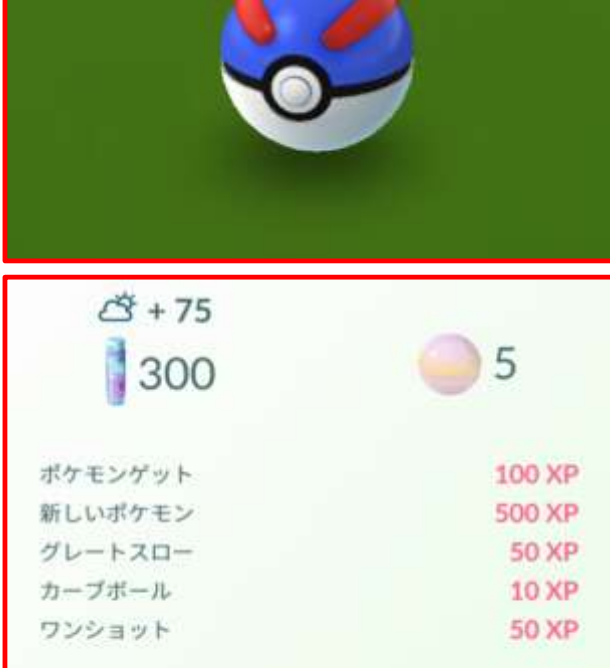 + 75
300
5
ポケモンゲット 100 XP
新しいポケモン 500 XP
グレートスロー 50 XP
カーブボール 10 XP
ワンショット 50 XP